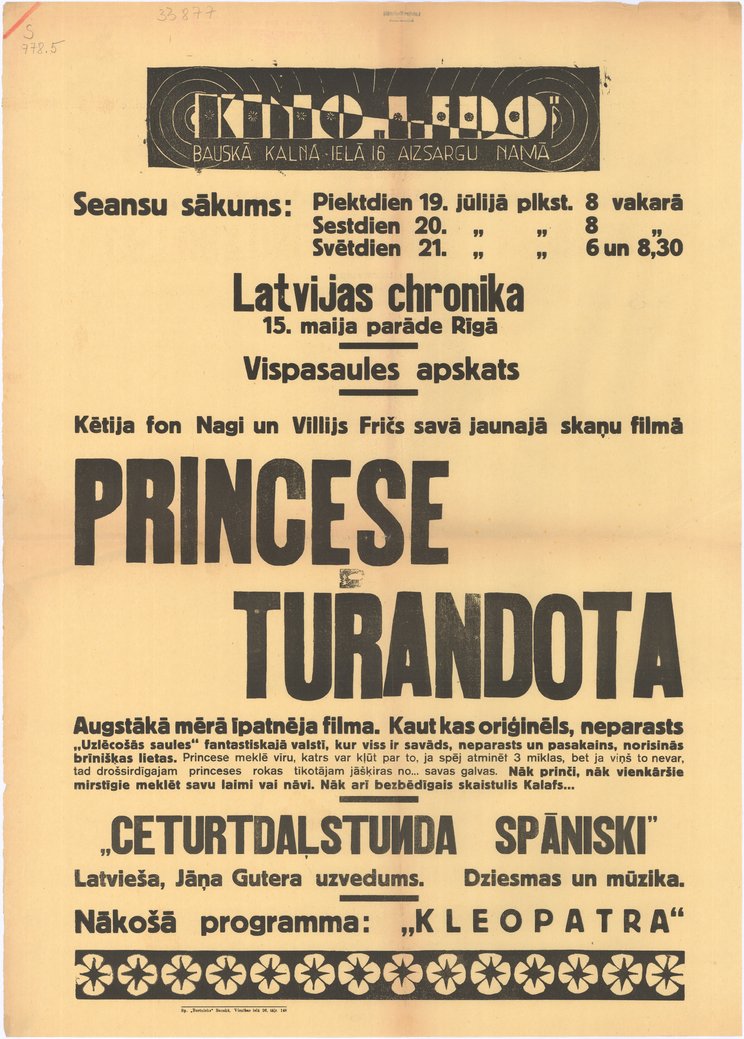 33877
S
778.5
KINO „LIDO"
BAUSKĀ KALNA·IELĀ 16 AIZSARGU NAMĀ
Seansu sākums: Piektdien 19. jūlijā plkst. 8 vakarā
Sestdien 20. „ „ 8 „
Svētdien 21. „ „ 6 un 8,30
Latvijas chronika
15. maija parāde Rīgā
Vispasaules apskats
Kētija fon Nagi un Villijs Fričs savā jaunajā skaņu filmā
PRINCESE
TURANDOTA
Augstākā mērā īpatnēja filma. Kaut kas oriģinēls, neparasts
„Uzlēcošās saules" fantastiskajā valstī, kur viss ir savāds, neparasts un pasakains, norisinās
brīnišķas lietas. Princese meklē vīru, katrs var kļūt par to, ja spēj atminēt 3 mīklas, bet ja viņš to nevar,
tad drošsirdīgajam princeses rokas tīkotājam jāšķiras no... savas galvas. Nāk prinči, nāk vienkāršie
mirstīgie meklēt savu laimi vai nāvi. Nāk arī bezbēdīgais skaistulis Kalafs...
„CETURTDAĻSTUNDA SPĀNISKI"
Latvieša, Jāņa Gutera uzvedums. Dziesmas un mūzika.
Nākošā programma: „KLEOPATRA"